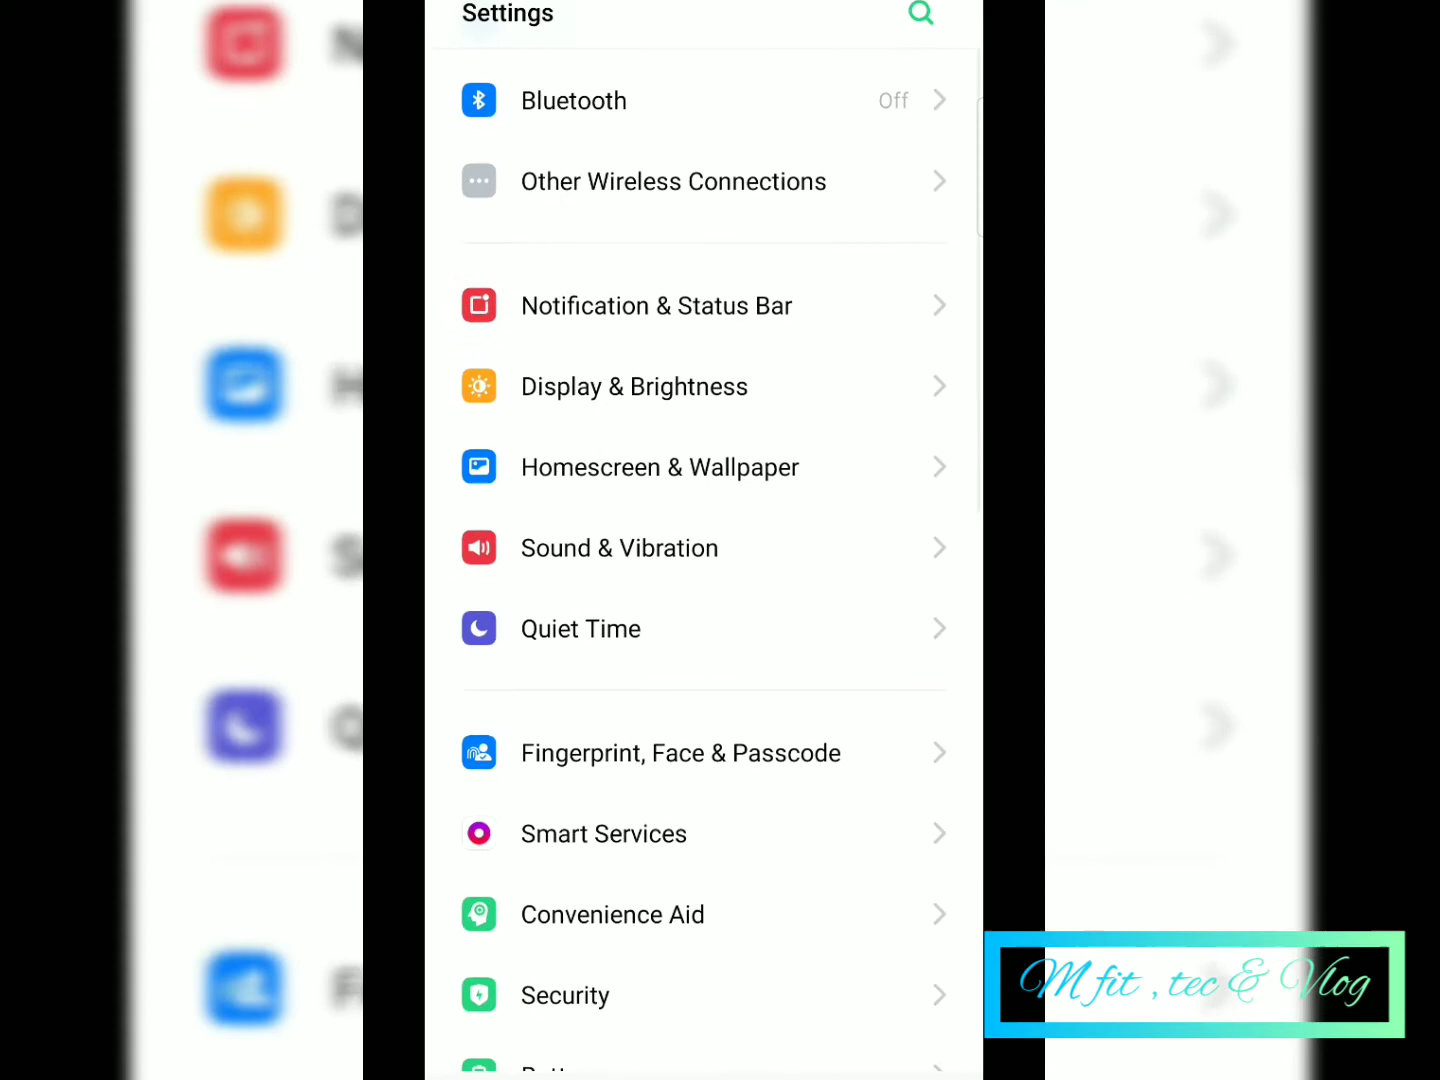 Settings
Bluetooth Off
Other Wireless Connections
Notification & Status Bar
Display & Brightness
Homescreen & Wallpaper
Sound & Vibration
Quiet Time
Fingerprint, Face & Passcode
Smart Services
Convenience Aid
Security
M fit , tec & Vlog